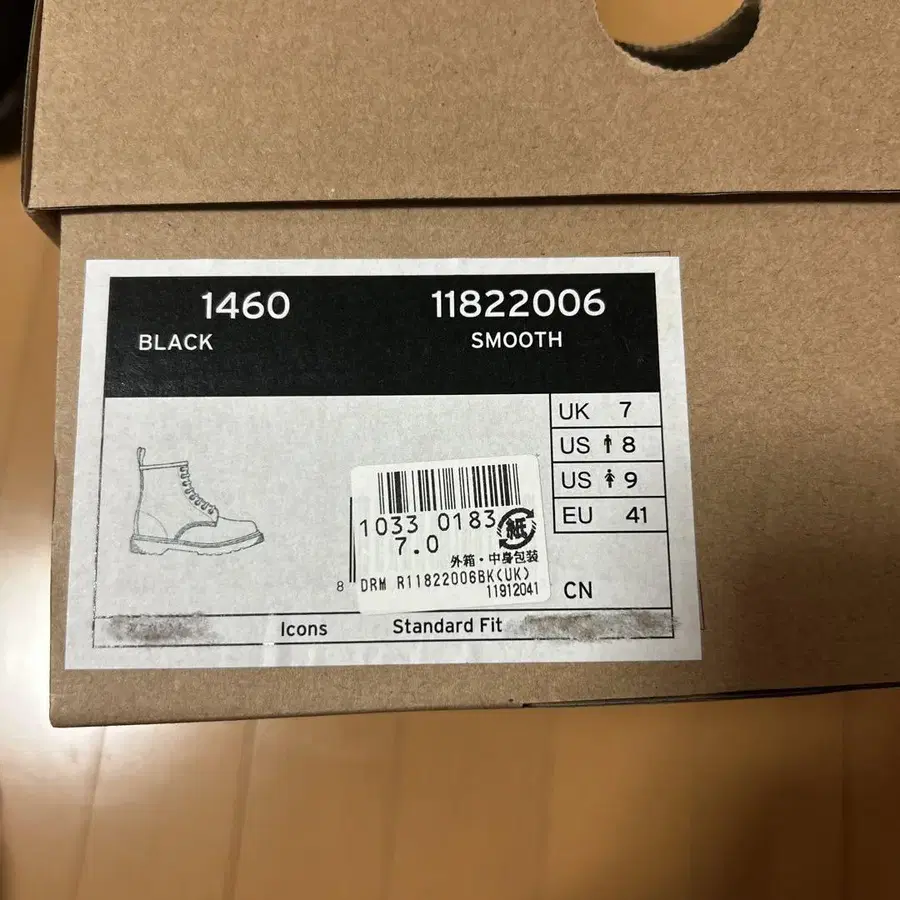 1460 11822006
BLACK SMOOTH
UK 7
US 8
US 9
EU 41
1033 0183
7.0
紙
外箱・中身包装
8
DRM R11822006BK(UK)
11912041
CN
Icons Standard Fit